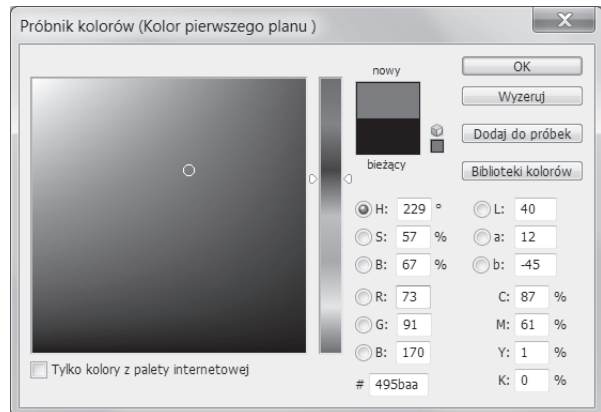 Próbnik kolorów (Kolor pierwszego planu )
nowy
bieżący
OK
Wyzeruj
Dodaj do próbek
Biblioteki kolorów
H: 229 °
S: 57 %
B: 67 %
R: 73
G: 91
B: 170
# 495baa
L: 40
a: 12
b: -45
C: 87 %
M: 61 %
Y: 1 %
K: 0 %
Tylko kolory z palety internetowej